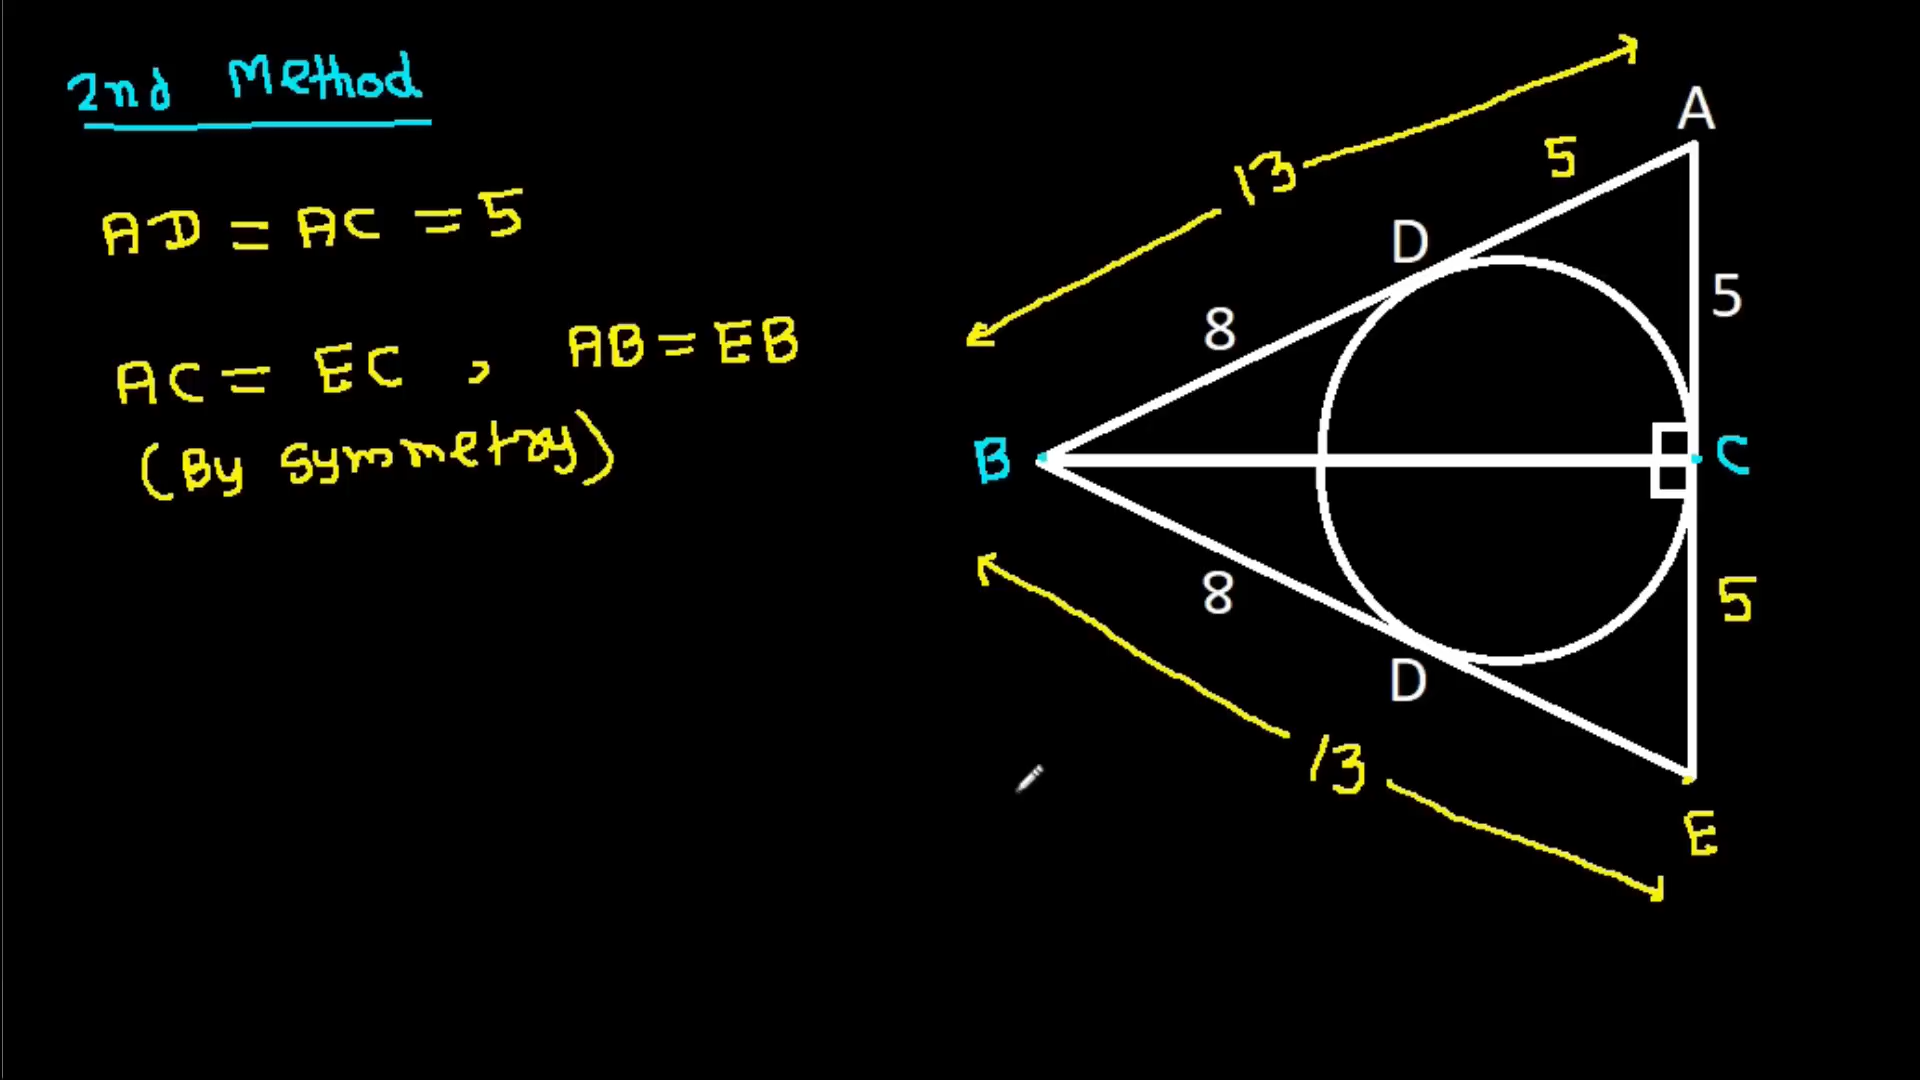 2nd Method
AD = AC = 5
AC = EC , AB = EB
(By symmetry)
13
A
5
D
5
8
B
C
8
5
D
13
E